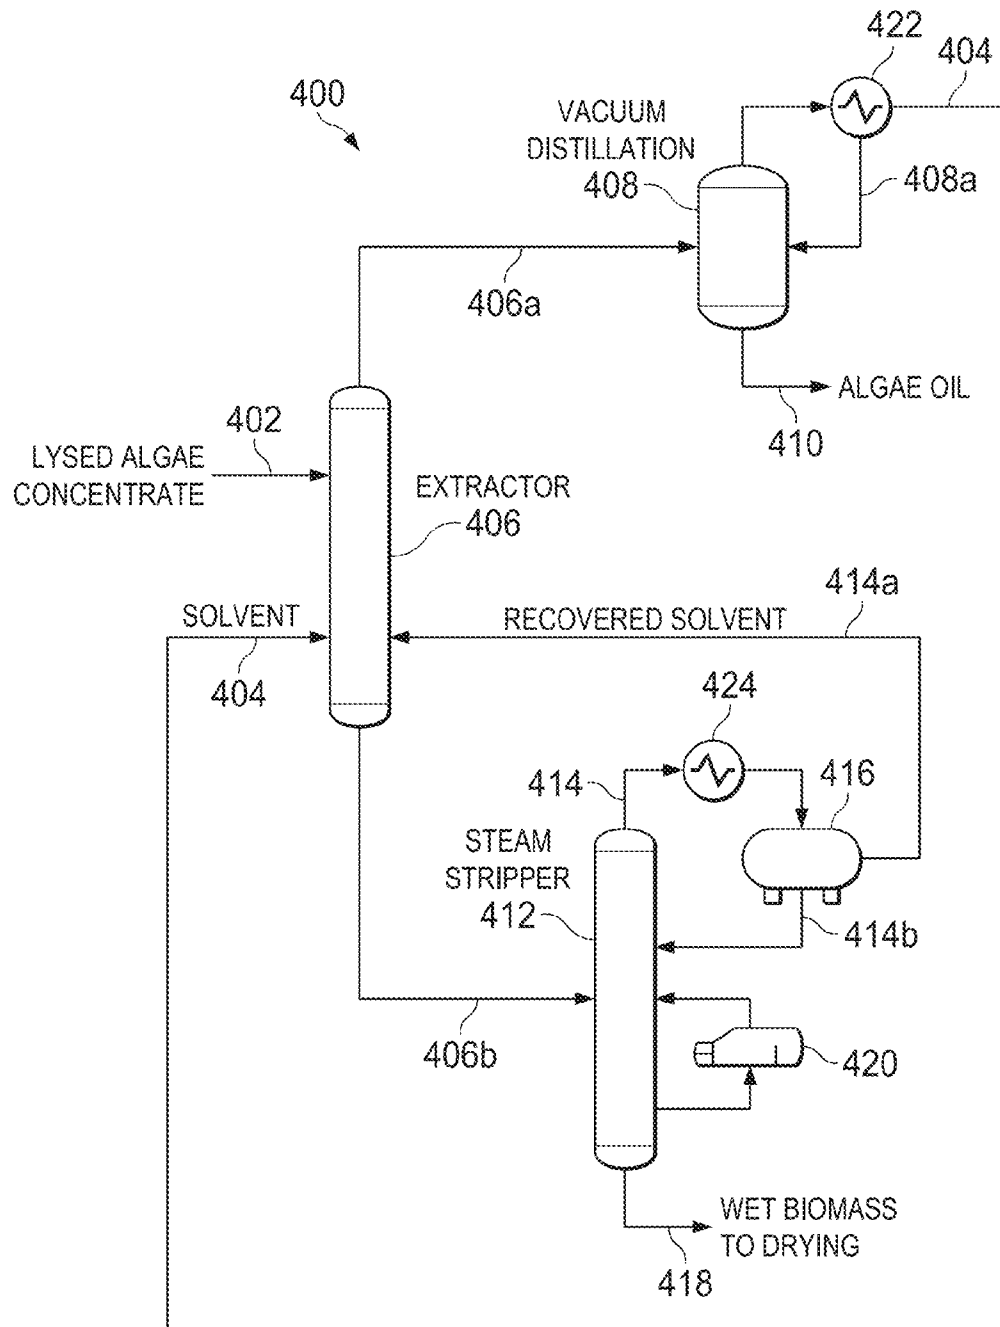 422
404
400
VACUUM
DISTILLATION
408
408a
406a
ALGAE OIL
410
402
LYSED ALGAE
CONCENTRATE
EXTRACTOR
406
414a
SOLVENT
RECOVERED SOLVENT
404
424
414
416
STEAM
STRIPPER
412
414b
406b
420
WET BIOMASS
TO DRYING
418